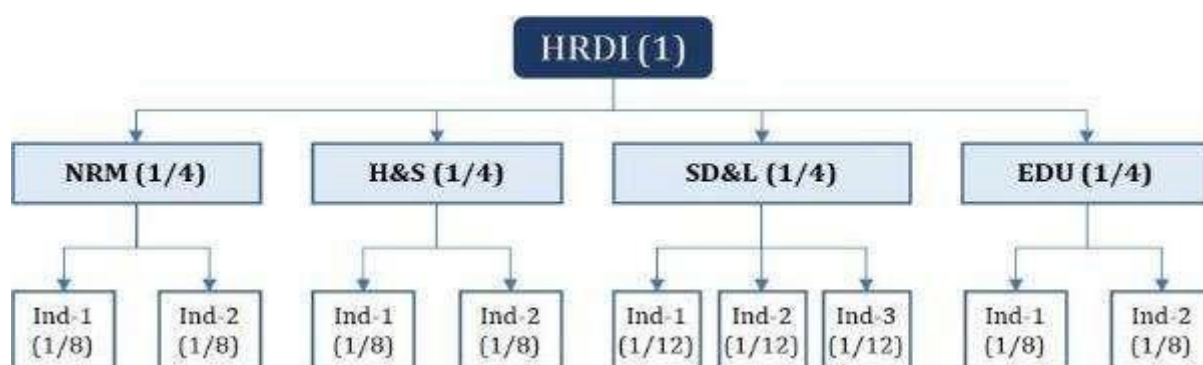 HRDI (1)
NRM (1/4)
H&S (1/4)
SD&L (1/4)
EDU (1/4)
Ind-1
(1/8)
Ind-2
(1/8)
Ind-1
(1/8)
Ind-2
(1/8)
Ind-1
(1/12)
Ind-2
(1/12)
Ind-3
(1/12)
Ind-1
(1/8)
Ind-2
(1/8)